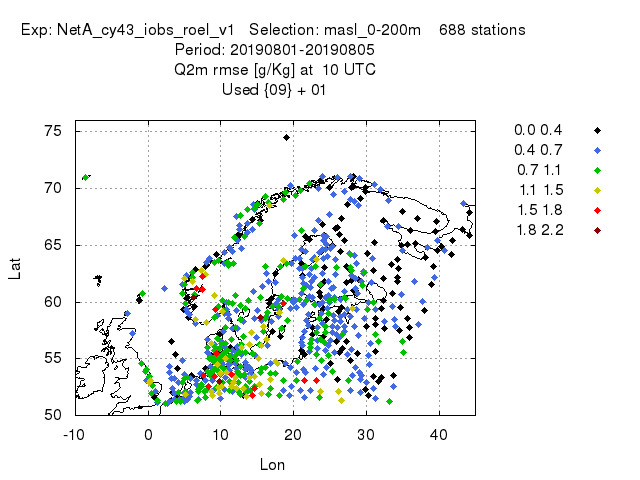 Exp: NetA_cy43_iobs_roel_v1 Selection: masl_0-200m 688 stations
Period: 20190801-20190805
Q2m rmse [g/Kg] at 10 UTC
Used {09} + 01
0.0 0.4
0.4 0.7
0.7 1.1
1.1 1.5
1.5 1.8
1.8 2.2
75
70
65
60
55
50
Lat
-10 0 10 20 30 40
Lon